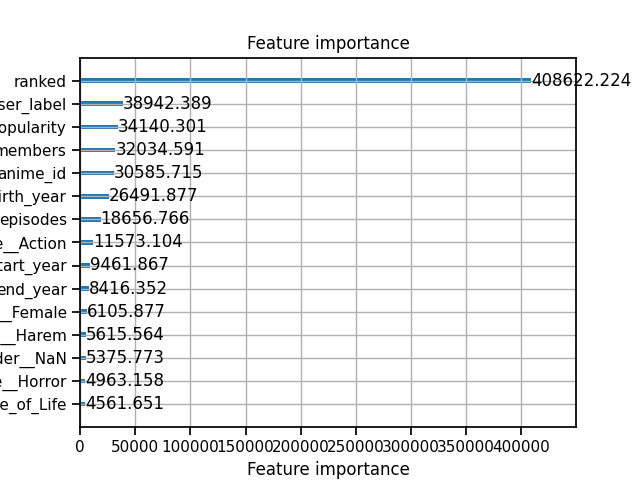 Feature importance
ranked 408622.224
ser_label 38942.389
opularity 34140.301
members 32034.591
anime_id 30585.715
irth_year 26491.877
episodes 18656.766
e__Action 11573.104
tart_year 9461.867
end_year 8416.352
__Female 6105.877
__Harem 5615.564
der__NaN 5375.773
e__Horror 4963.158
e_of_Life 4561.651
0 50000 100000 150000 200000 250000 300000 350000 400000
Feature importance